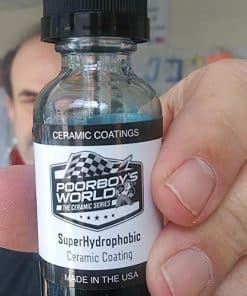 CERAMIC COATINGS
POORBOY'S
WORLD
THE CERAMIC SERIES
SuperHydrophobic
Ceramic Coating
MADE IN THE USA